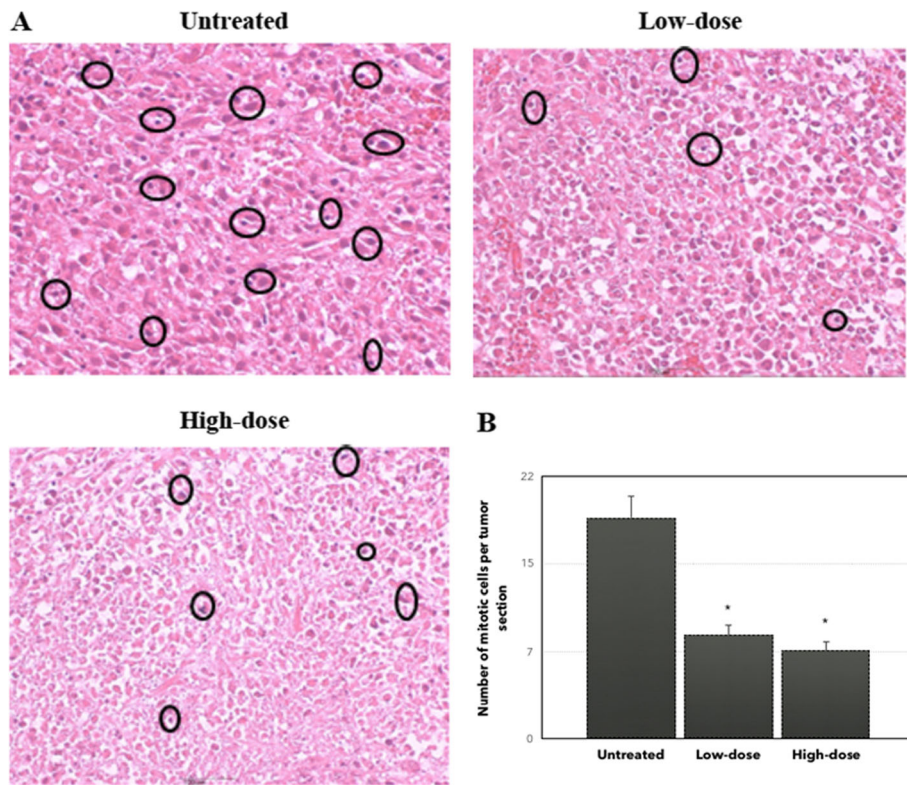 A
Untreated
Low-dose
High-dose
B
Number of mitotic cells per tumor
section
22
15
7
0
*
*
Untreated
Low-dose
High-dose